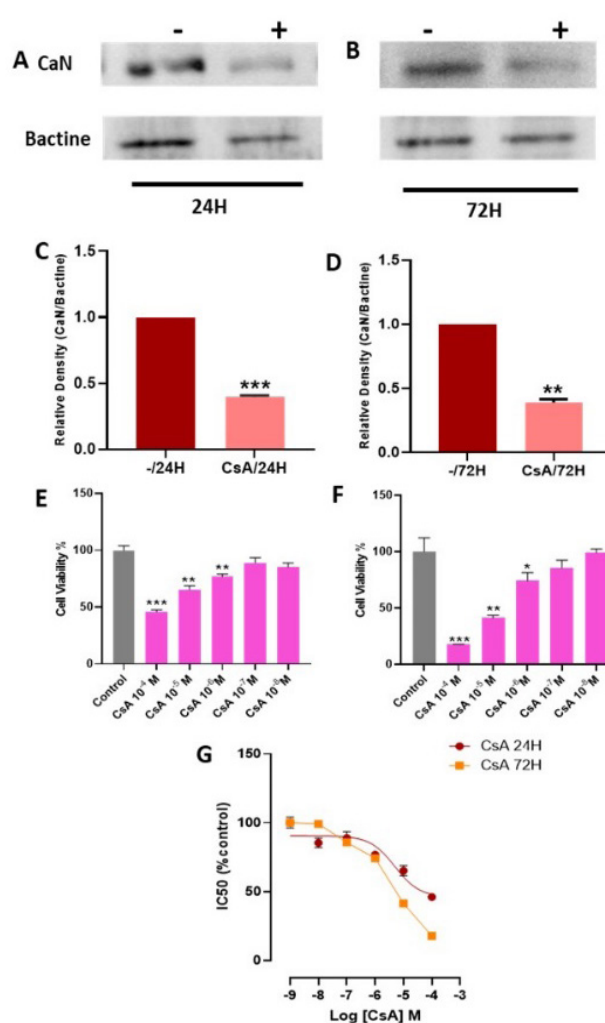 - +
A CaN
Bactine
24H
- +
B
72H
C
Relative Density (CaN/Bactine)
1.5
1.0
0.5
0.0
***
-/24H CsA/24H
D
Relative Density (CaN/Bactine)
1.5
1.0
0.5
0.0
**
-/72H CsA/72H
E
Cell Viability %
150
100
50
0
*** ** **
Control
CsA 10⁻⁴ M
CsA 10⁻⁵ M
CsA 10⁻⁶ M
CsA 10⁻⁷ M
CsA 10⁻⁸ M
F
Cell Viability %
150
100
50
0
*** ** *
Control
CsA 10⁻⁴ M
CsA 10⁻⁵ M
CsA 10⁻⁶ M
CsA 10⁻⁷ M
CsA 10⁻⁸ M
G
CsA 24H
CsA 72H
IC50 (%control)
150
100
50
0
-9 -8 -7 -6 -5 -4 -3
Log [CsA] M